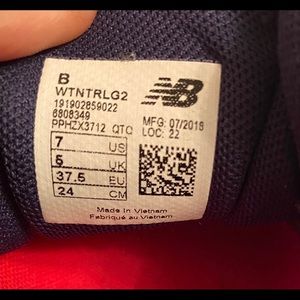 B
WTNTRLG2
191902859022
6808349
PPHZX3712 QTC
7 US
5 UK
37.5 EU
24 CM
NB
MFG: 07/2018
LOC: 22
Made in Vietnam
Fabriqué au Vietnam